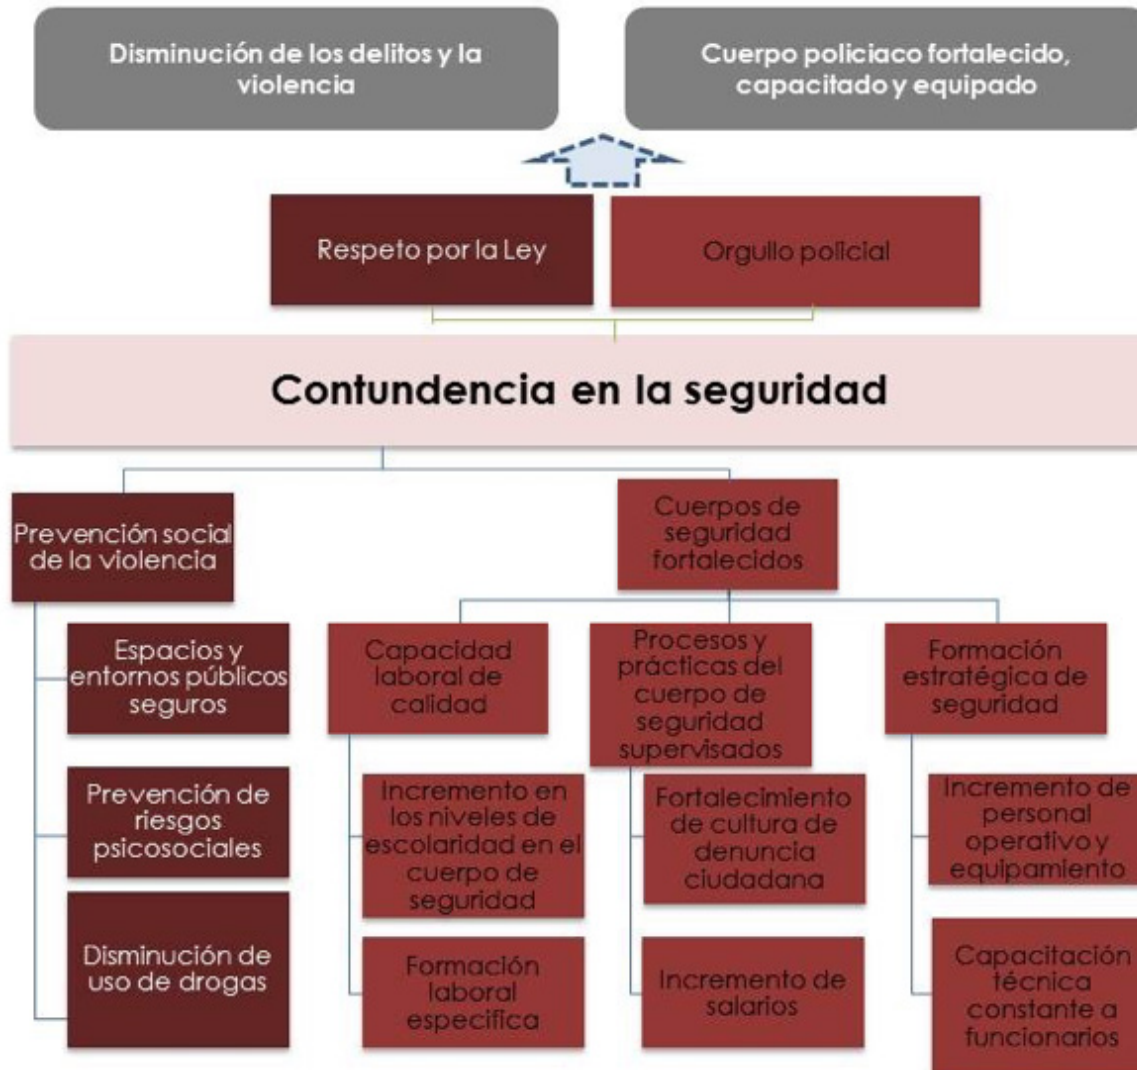 Disminución de los delitos y la
violencia
Cuerpo policiaco fortalecido,
capacitado y equipado
Respeto por la Ley
Orgullo policial
Contundencia en la seguridad
Prevención social
de la violencia
Cuerpos de
seguridad
fortalecidos
Espacios y
entornos públicos
seguros
Prevención de
riesgos
psicosociales
Disminución de
uso de drogas
Capacidad
laboral de
calidad
Incremento en
los niveles de
escolaridad en el
cuerpo de
seguridad
Formación
laboral
especifica
Procesos y
prácticas del
cuerpo de
seguridad
supervisados
Fortalecimiento
de cultura de
denuncia
ciudadana
Incremento de
salarios
Formación
estratégica de
seguridad
Incremento de
personal
operativo y
equipamiento
Capacitación
técnica
constante a
funcionarios